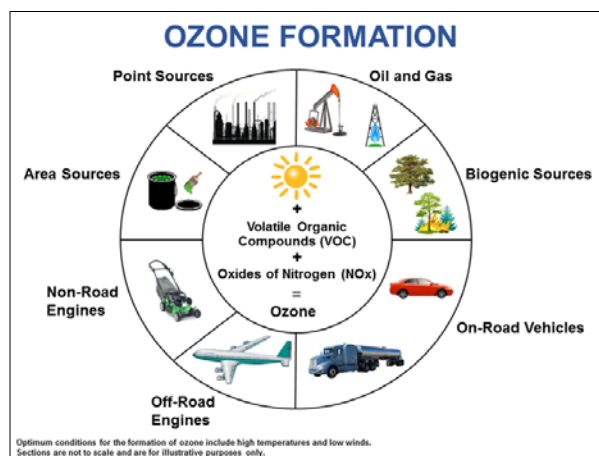 OZONE FORMATION
Point Sources
Oil and Gas
Area Sources
Biogenic Sources
+
Volatile Organic
Compounds (VOC)
+
Oxides of Nitrogen (NOx)
=
Ozone
Non-Road
Engines
On-Road Vehicles
Off-Road
Engines
Optimum conditions for the formation of ozone include high temperatures and low winds.
Sections are not to scale and are for illustrative purposes only.